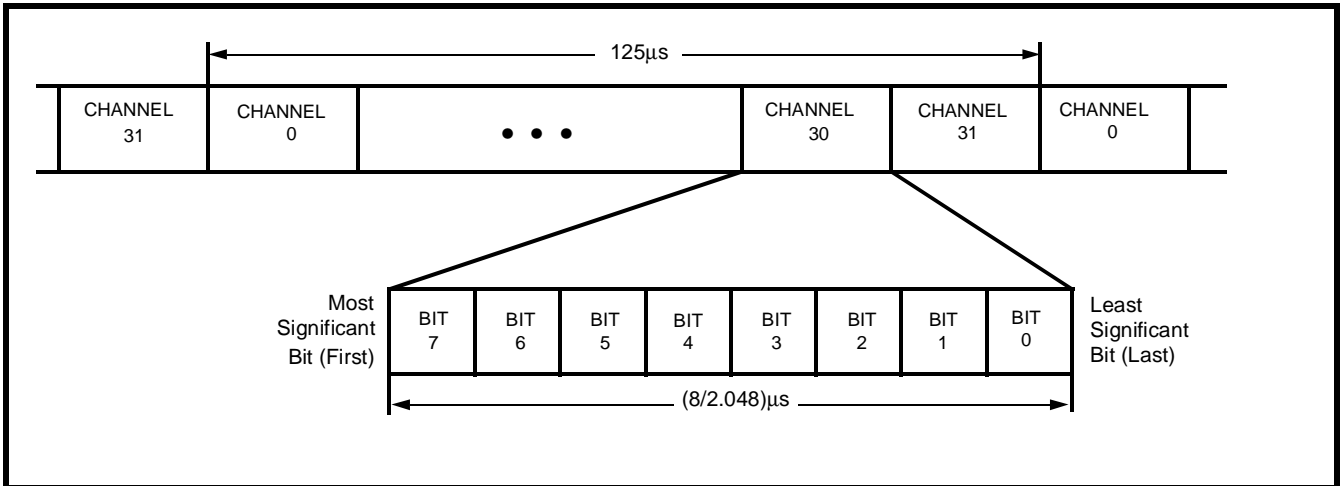 125μs
CHANNEL
31
CHANNEL
0
• • •
CHANNEL
30
CHANNEL
31
CHANNEL
0
Most
Significant
Bit (First)
BIT
7
BIT
6
BIT
5
BIT
4
BIT
3
BIT
2
BIT
1
BIT
0
Least
Significant
Bit (Last)
(8/2.048)μs